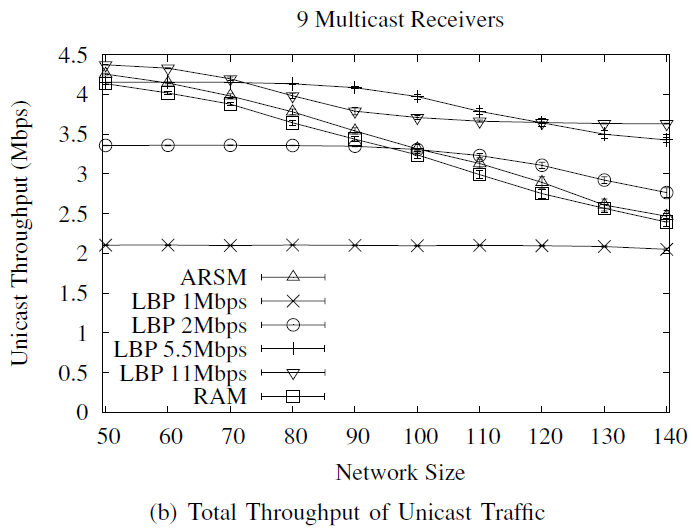 9 Multicast Receivers
Unicast Throughput (Mbps)
4.5
4
3.5
3
2.5
2
1.5
1
0.5
0
ARSM
LBP 1Mbps
LBP 2Mbps
LBP 5.5Mbps
LBP 11Mbps
RAM
50 60 70 80 90 100 110 120 130 140
Network Size
(b) Total Throughput of Unicast Traffic